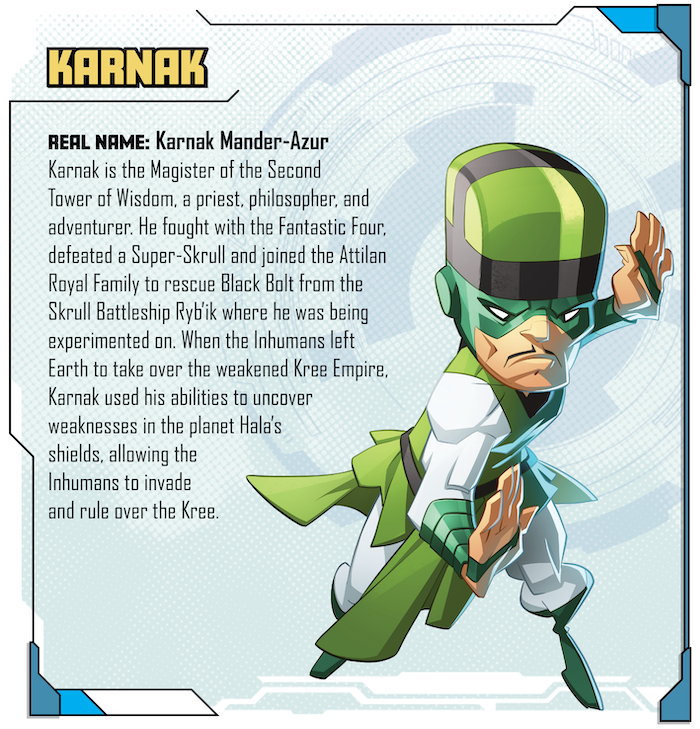 KARNAK
REAL NAME: Karnak Mander-Azur
Karnak is the Magister of the Second
Tower of Wisdom, a priest, philosopher, and
adventurer. He fought with the Fantastic Four,
defeated a Super-Skrull and joined the Attilan
Royal Family to rescue Black Bolt from the
Skrull Battleship Ryb'ik where he was being
experimented on. When the Inhumans left
Earth to take over the weakened Kree Empire,
Karnak used his abilities to uncover
weaknesses in the planet Hala's
shields, allowing the
Inhumans to invade
and rule over the Kree.